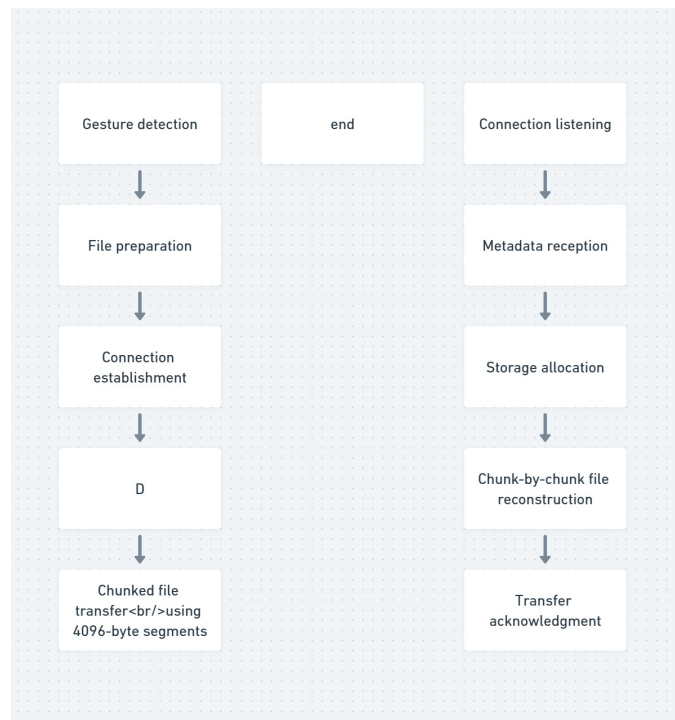 Gesture detection
end
Connection listening
File preparation
Metadata reception
Connection
establishment
Storage allocation
D
Chunk-by-chunk file
reconstruction
Chunked file
transfer<br/>using
4096-byte segments
Transfer
acknowledgment